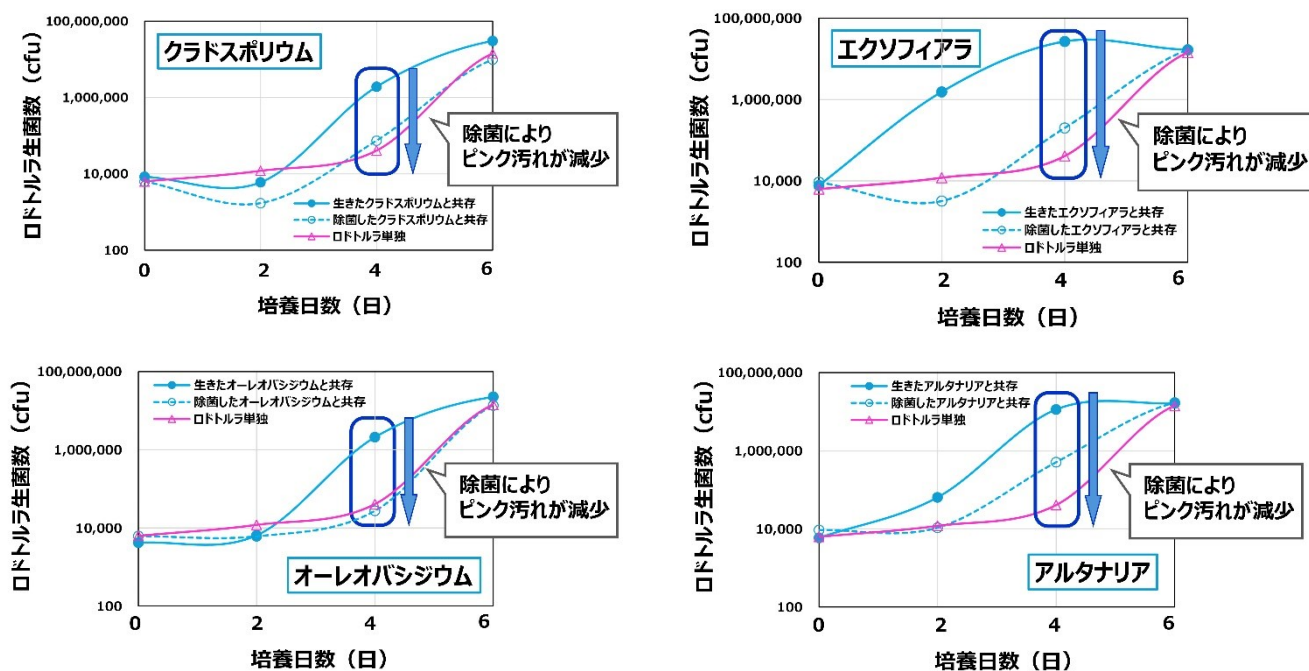 クラドスポリウム
ロドトルラ生菌数（cfu）
100,000,000
1,000,000
10,000
100
除菌により
ピンク汚れが減少
生きたクラドスポリウムと共存
除菌したクラドスポリウムと共存
ロドトルラ単独
0 2 4 6
培養日数（日）
エクソフィアラ
ロドトルラ生菌数（cfu）
100,000,000
1,000,000
10,000
100
除菌により
ピンク汚れが減少
生きたエクソフィアラと共存
除菌したエクソフィアラと共存
ロドトルラ単独
0 2 4 6
培養日数（日）
ロドトルラ生菌数（cfu）
100,000,000
1,000,000
10,000
100
生きたオーレオバシジウムと共存
除菌したオーレオバシジウムと共存
ロドトルラ単独
除菌により
ピンク汚れが減少
オーレオバシジウム
0 2 4 6
培養日数（日）
ロドトルラ生菌数（cfu）
100,000,000
1,000,000
10,000
100
生きたアルタナリアと共存
除菌したアルタナリアと共存
ロドトルラ単独
除菌により
ピンク汚れが減少
アルタナリア
0 2 4 6
培養日数（日）